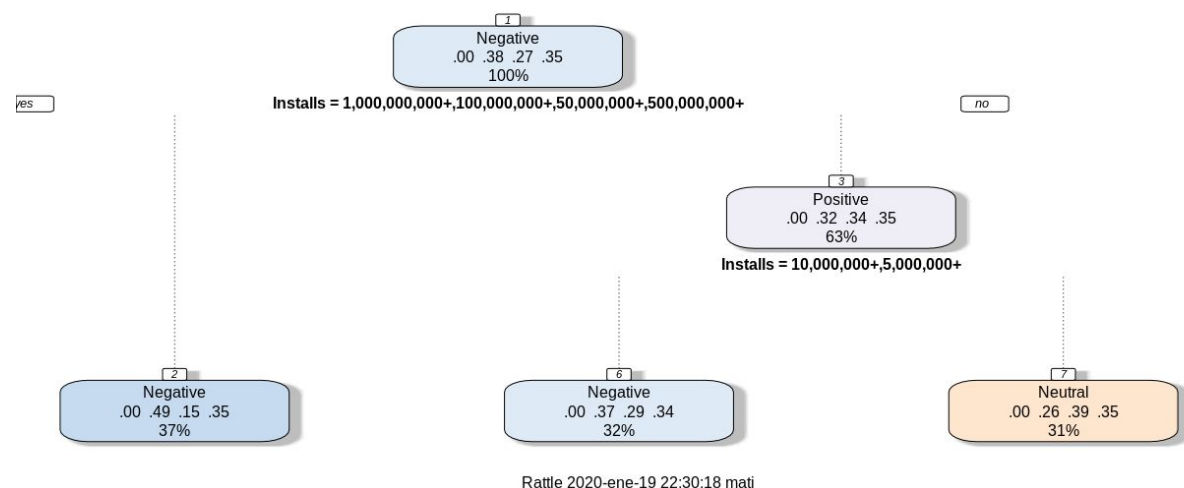 1
Negative
.00 .38 .27 .35
100%
yes
Installs = 1,000,000,000+,100,000,000+,50,000,000+,500,000,000+
no
3
Positive
.00 .32 .34 .35
63%
Installs = 10,000,000+,5,000,000+
2
Negative
.00 .49 .15 .35
37%
6
Negative
.00 .37 .29 .34
32%
7
Neutral
.00 .26 .39 .35
31%
Rattle 2020-ene-19 22:30:18 mati